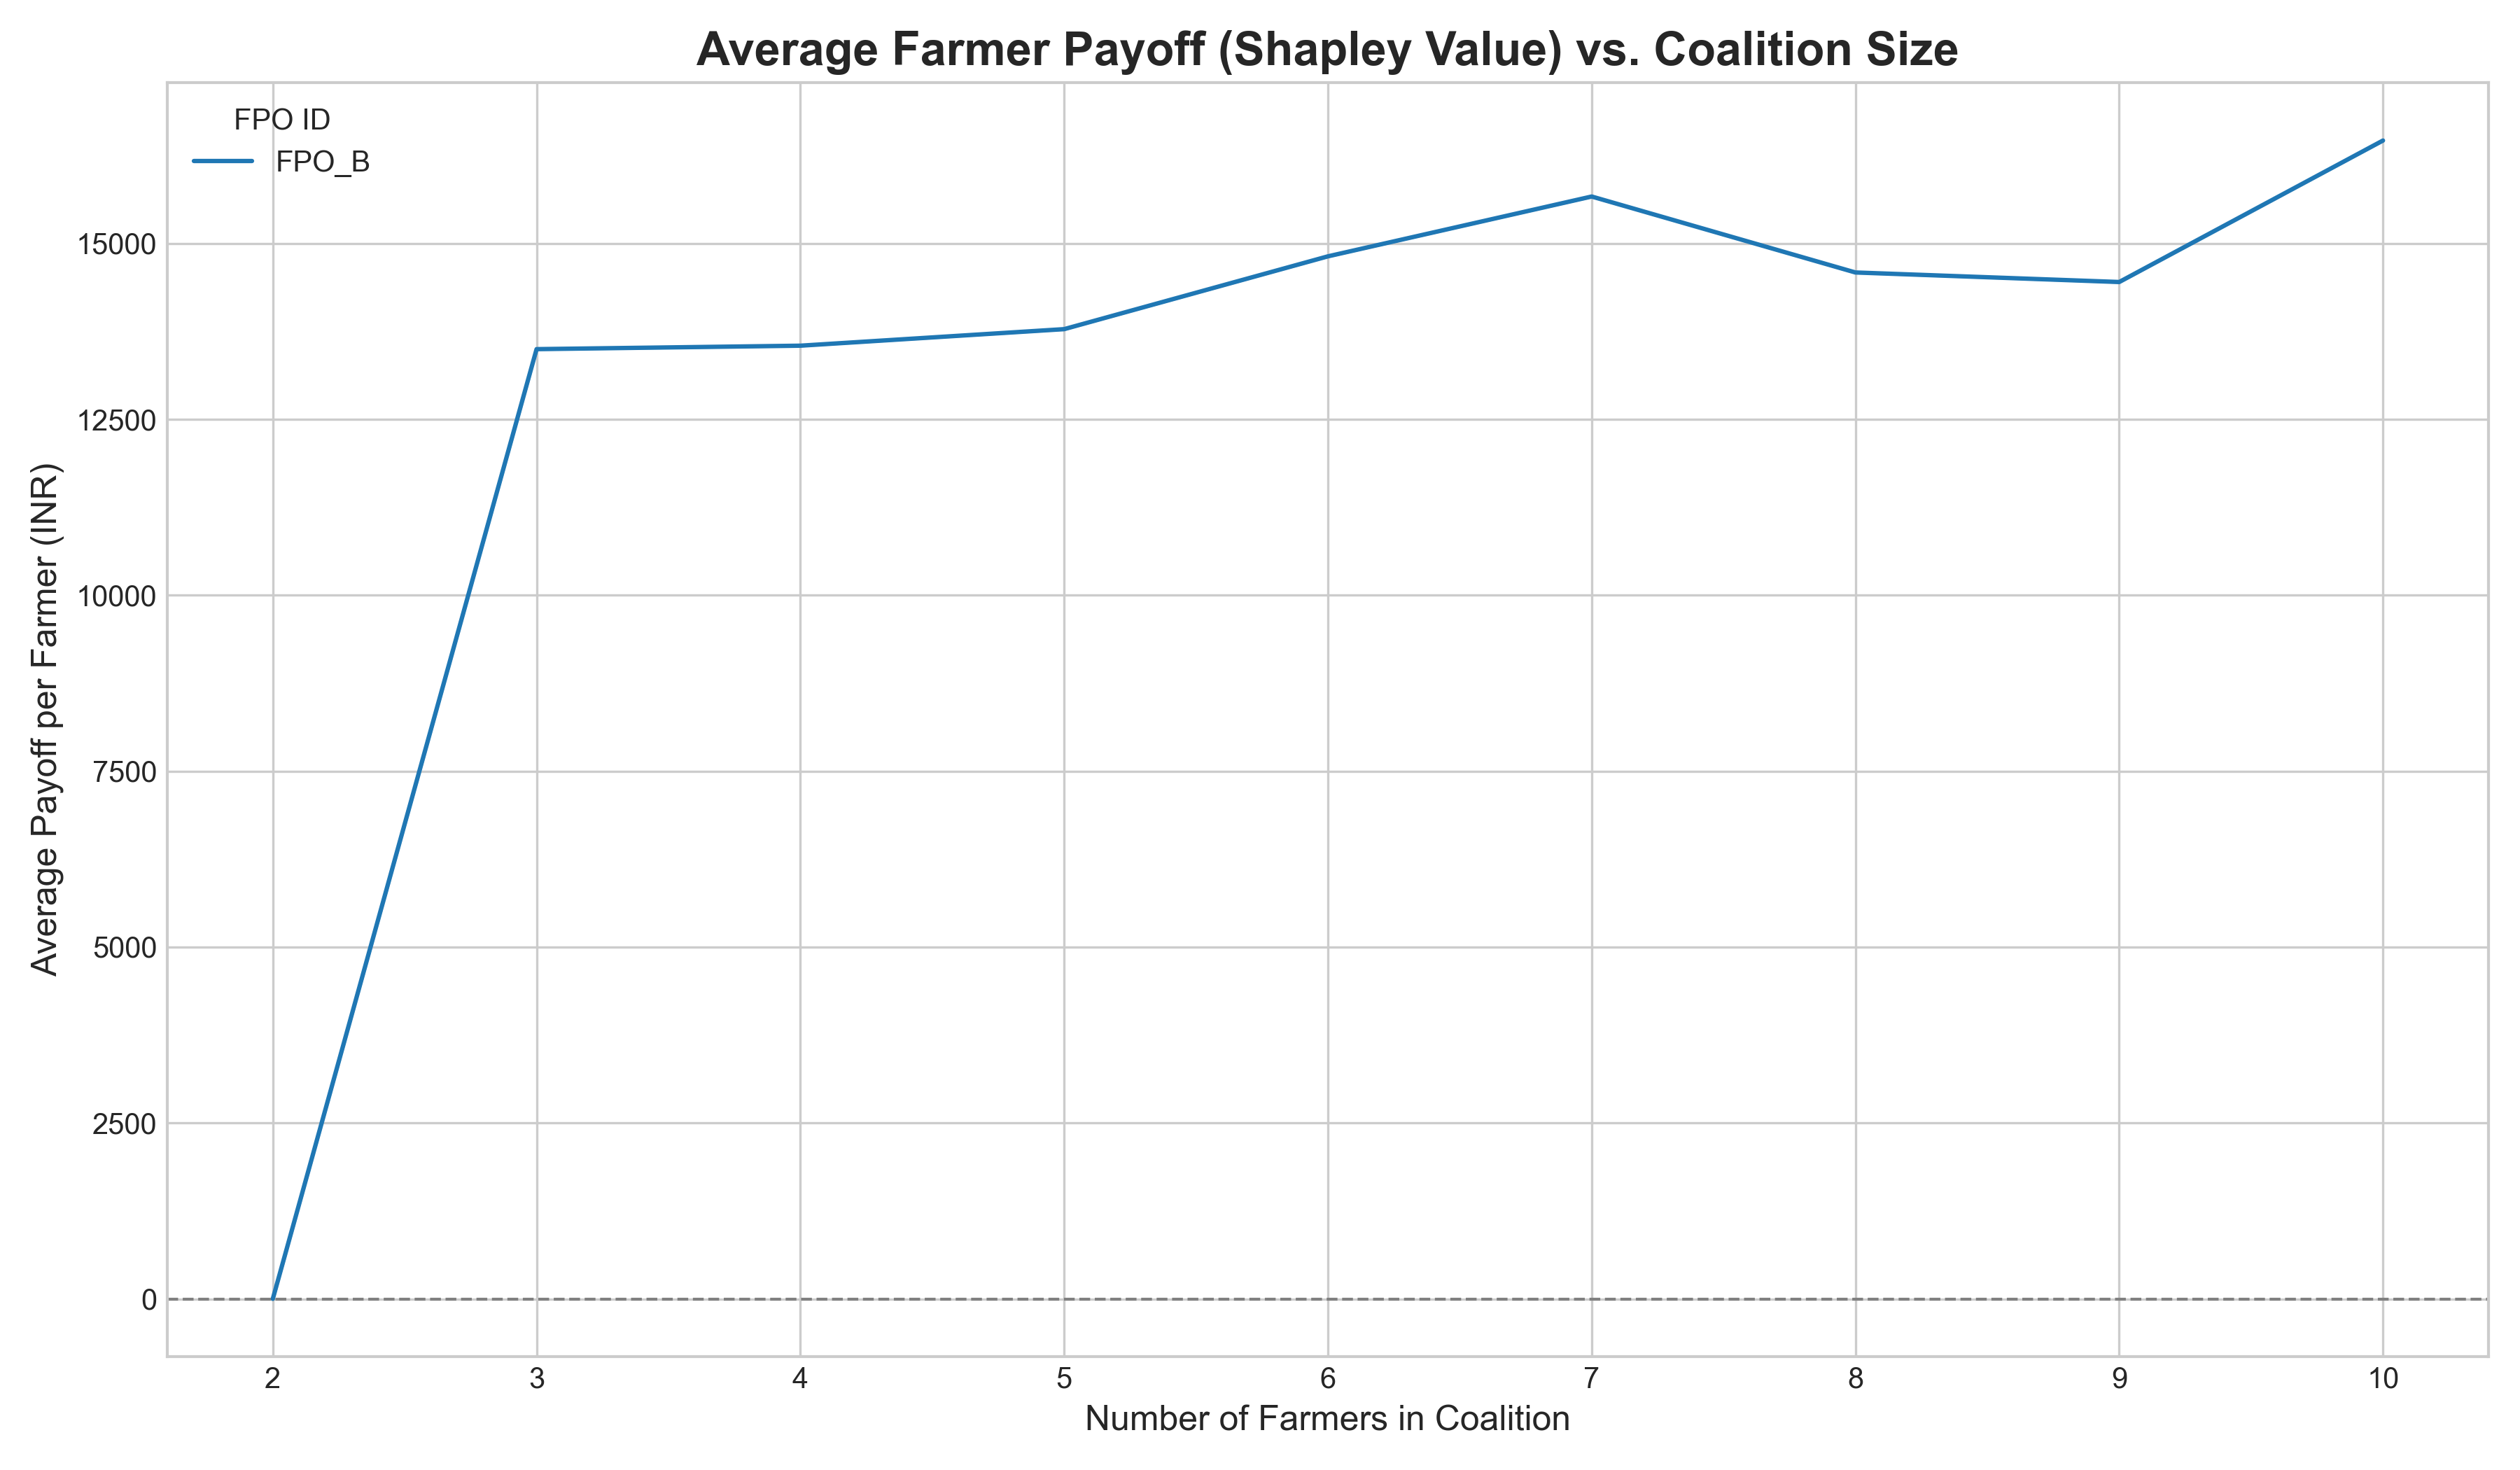 Average Farmer Payoff (Shapley Value) vs. Coalition Size
FPO ID
FPO_B
Average Payoff per Farmer (INR)
15000
12500
10000
7500
5000
2500
0
2 3 4 5 6 7 8 9 10
Number of Farmers in Coalition